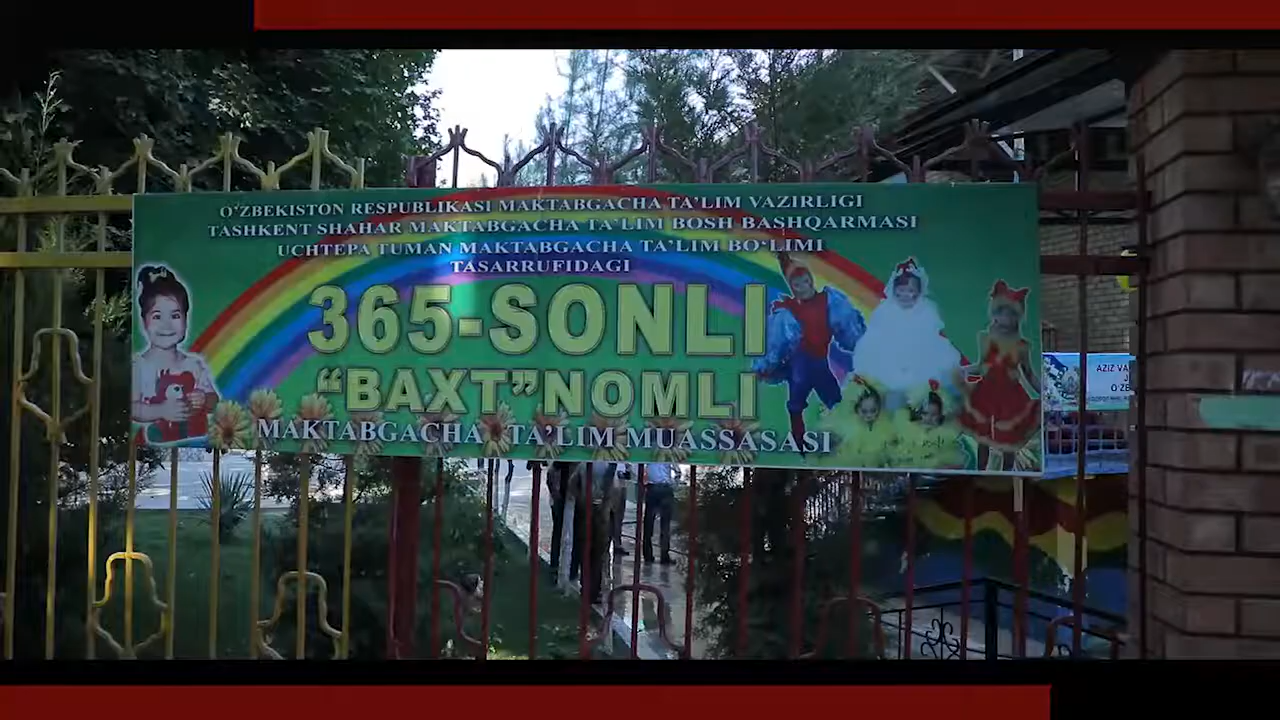 O'ZBEKISTON RESPUBLIKASI MAKTABGACHA TA'LIM VAZIRLIGI
TASHKENT SHAHAR MAKTABGACHA TA'LIM BOSH BASHQARMASI
UCHTEPA TUMAN MAKTABGACHA TA'LIM BO'LIMI
TASARRUFIDAGI
365-SONLI
“BAXT”NOMLI
MAKTABGACHA TA'LIM MUASSASASI
AZIZ